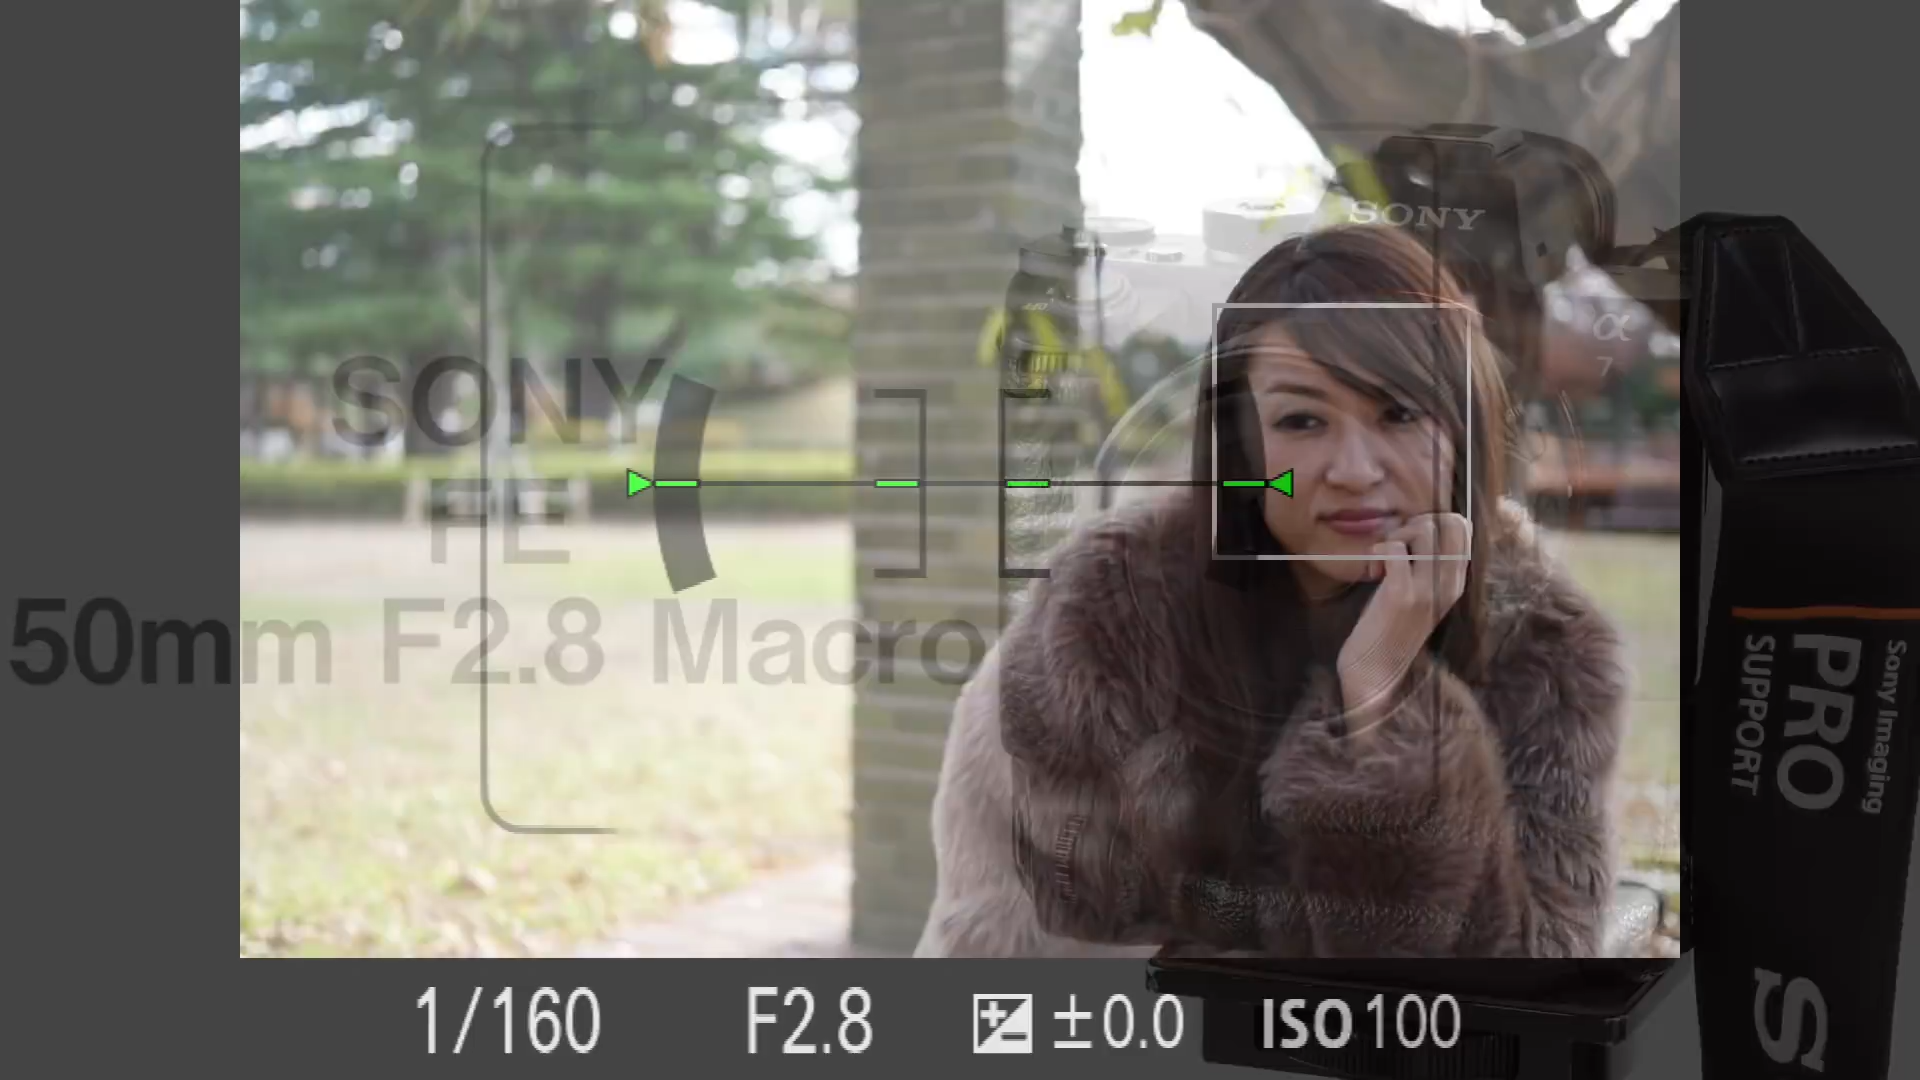 SONY
α
7
SONY
FE
50mm F2.8 Macro
Sony Imaging
PRO
SUPPORT
S
1/160 F2.8 ±0.0 ISO100